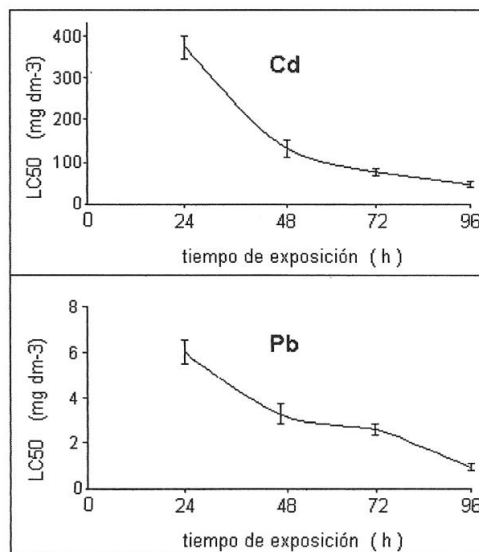 400
300
200
100
0
LC50 (mg dm-3)
Cd
0 24 48 72 96
tiempo de exposición ( h )
8
6
4
2
0
LC50 (mg dm-3)
Pb
0 24 48 72 96
tiempo de exposición ( h )